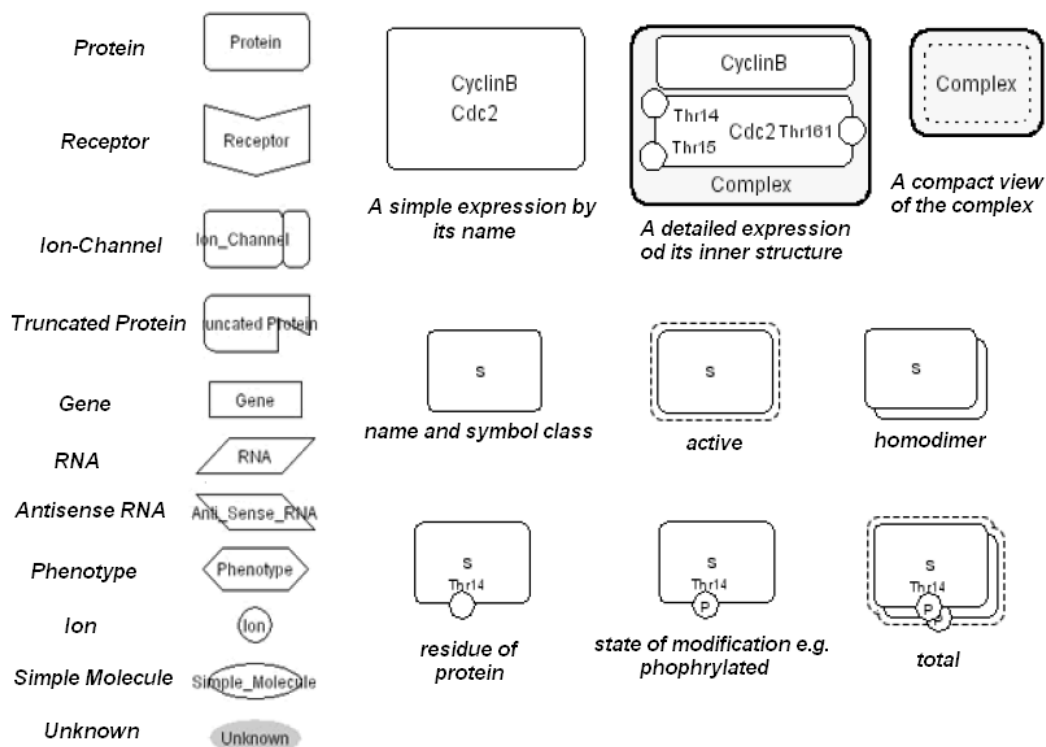 Protein
Protein
Receptor
Receptor
Ion-Channel
Ion_Channel
Truncated Protein
uncated Protein
Gene
Gene
RNA
RNA
Antisense RNA
Anti_Sense_RNA
Phenotype
Phenotype
Ion
Ion
Simple Molecule
Simple_Molecule
Unknown
Unknown
CyclinB
Cdc2
A simple expression by
its name
CyclinB
Thr14
Cdc2 Thr161
Thr15
Complex
A detailed expression
od its inner structure
Complex
A compact view
of the complex
S
name and symbol class
S
active
S
homodimer
S
Thr14
residue of
protein
S
Thr14
P
state of modification e.g.
phophrylated
S
Thr14
P
P
total